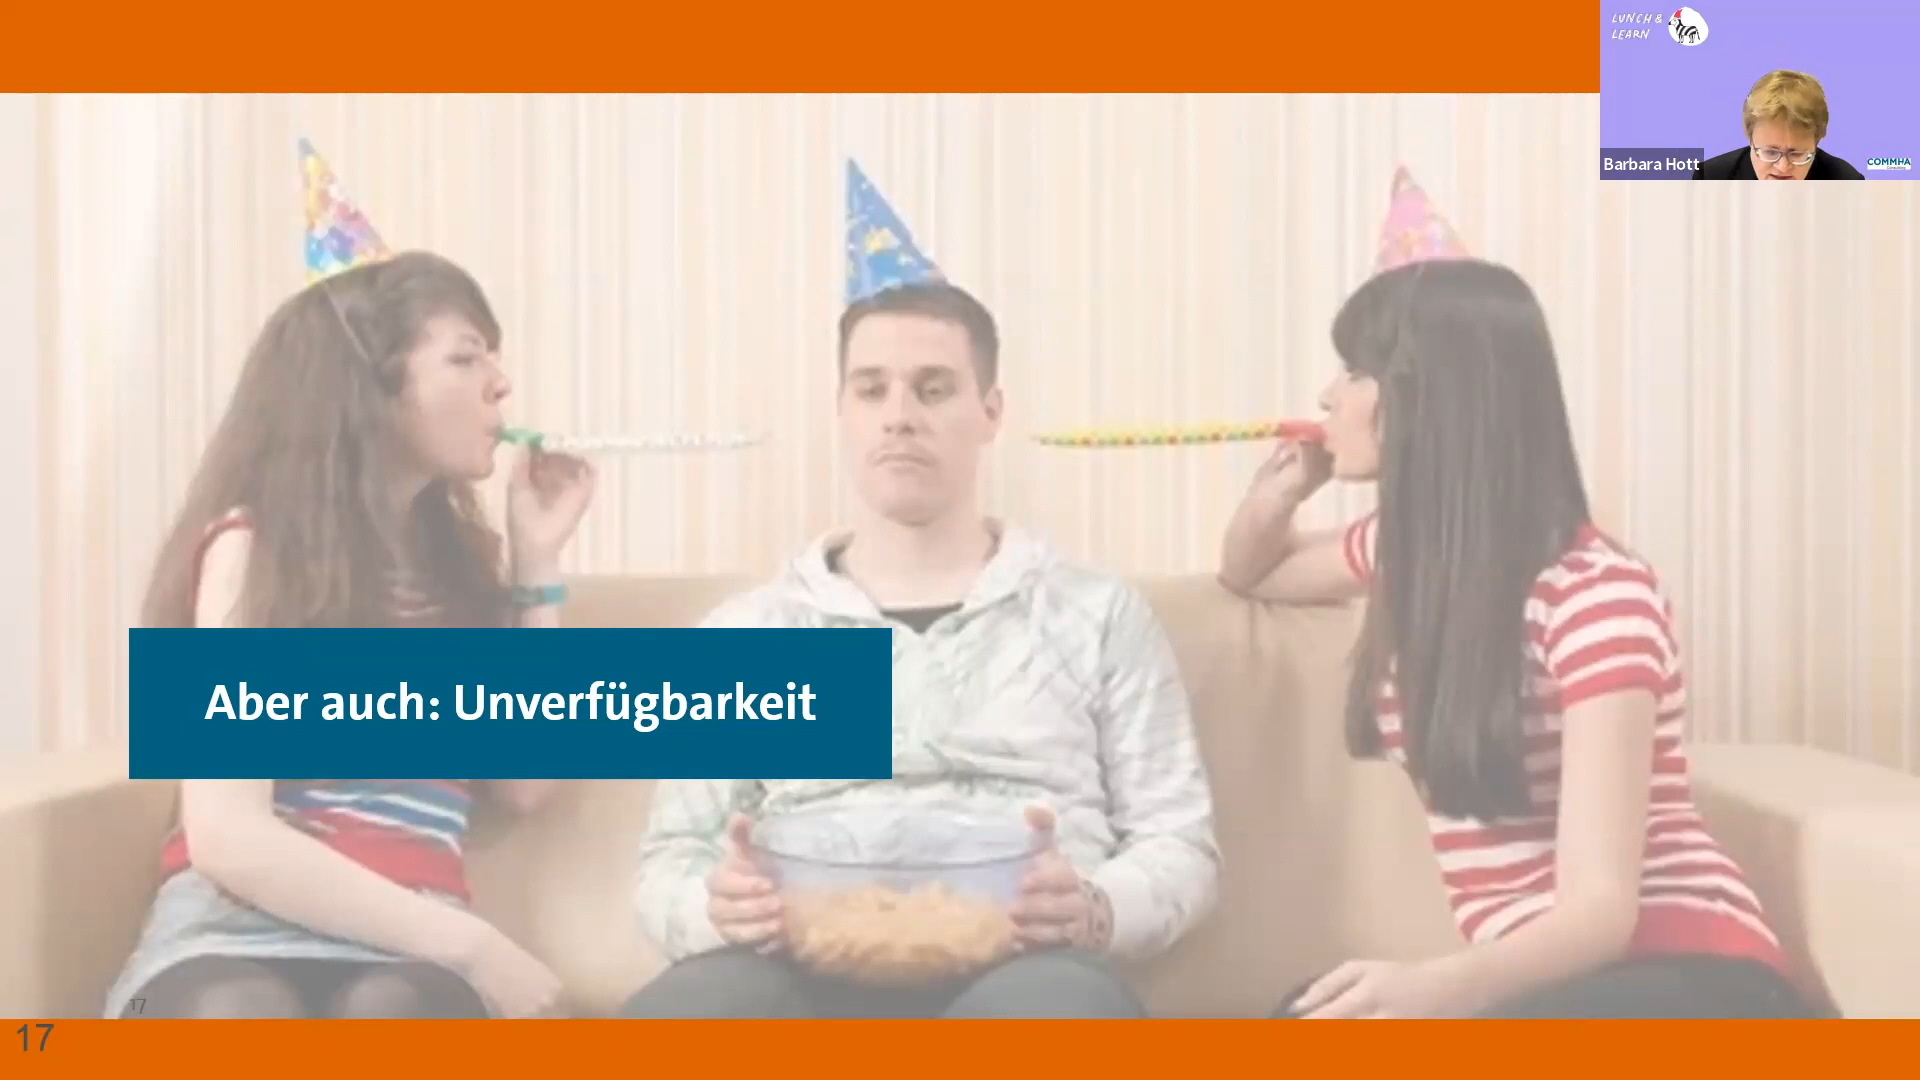 LUNCH &
LEARN
Barbara Hott
COMMHA
Aber auch: Unverfügbarkeit
17
17